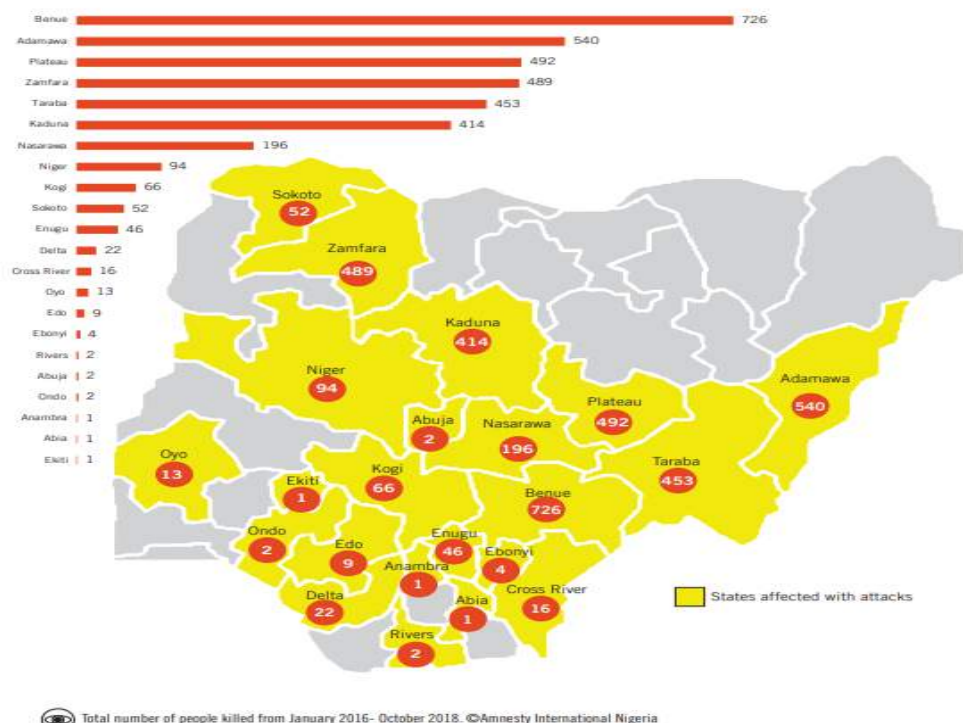 Benue 726
Adamawa 540
Plateau 492
Zamfara 489
Taraba 453
Kaduna 414
Nasarawa 196
Niger 94
Kogi 66
Sokoto 52
Enugu 46
Delta 22
Cross River 16
Oyo 13
Edo 9
Ebonyi 4
Rivers 2
Abuja 2
Ondo 2
Anambra 1
Abia 1
Ekiti 1
Sokoto
52
Zamfara
489
Kaduna
414
Niger
94
Adamawa
540
Plateau
492
Abuja
2
Nasarawa
196
Taraba
453
Oyo
13
Kogi
66
Ekiti
1
Benue
726
Ondo
2
Edo
9
Enugu
46
Ebonyi
4
Anambra
1
Delta
22
Abia
1
Cross River
16
Rivers
2
States affected with attacks
Total number of people killed from January 2016- October 2018. ©Amnesty International Nigeria